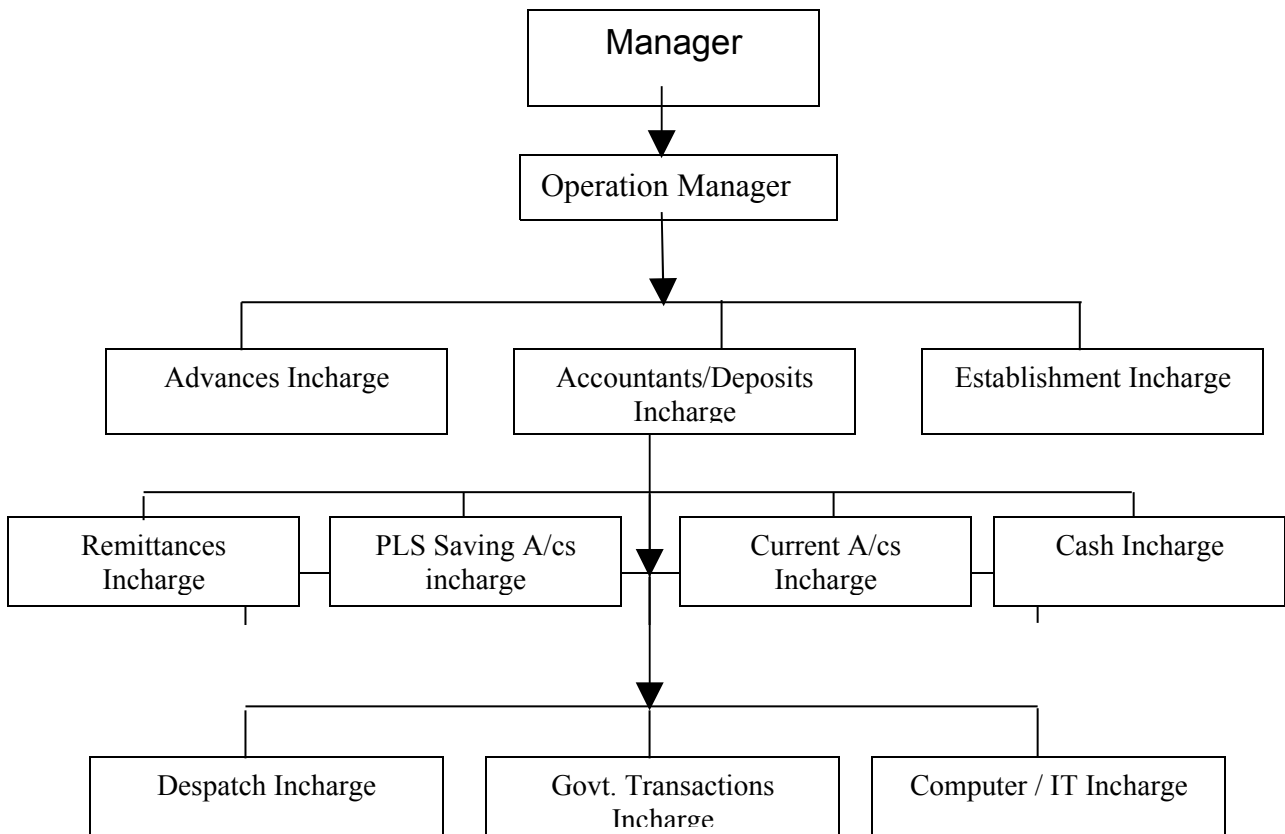 Manager
Operation Manager
Advances Incharge
Accountants/Deposits
Incharge
Establishment Incharge
Remittances
Incharge
PLS Saving A/cs
incharge
Current A/cs
Incharge
Cash Incharge
Despatch Incharge
Govt. Transactions
Incharge
Computer / IT Incharge